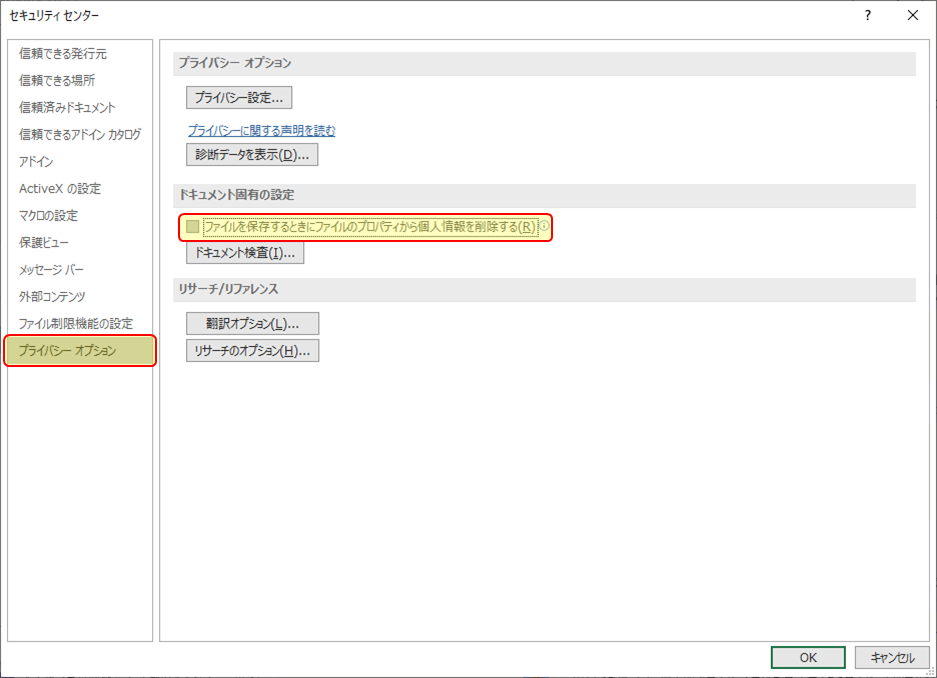 セキュリティ センター
?
信頼できる発行元
信頼できる場所
信頼済みドキュメント
信頼できるアドイン カタログ
アドイン
ActiveX の設定
マクロの設定
保護ビュー
メッセージ バー
外部コンテンツ
ファイル制限機能の設定
プライバシー オプション
プライバシー オプション
プライバシー設定...
プライバシーに関する声明を読む
診断データを表示(D)...
ドキュメント固有の設定
ファイルを保存するときにファイルのプロパティから個人情報を削除する(R)
ドキュメント検査(I)...
リサーチ/リファレンス
翻訳オプション(L)...
リサーチのオプション(H)...
OK
キャンセル